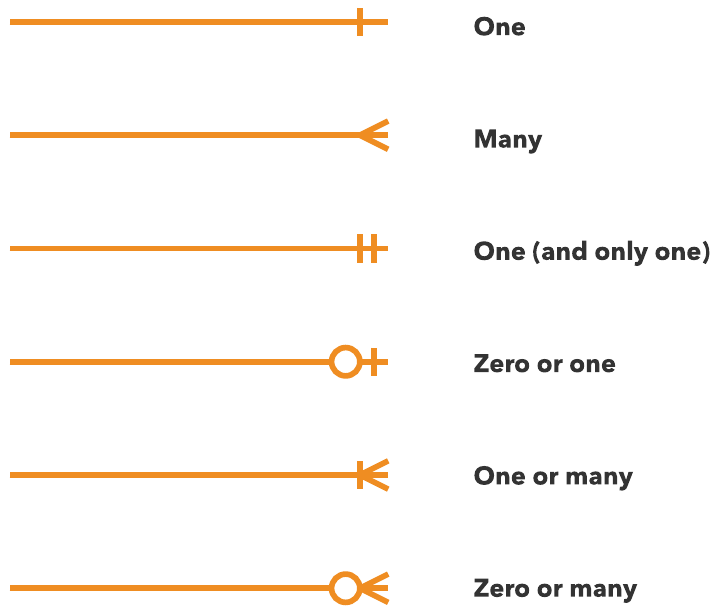 One
Many
One (and only one)
Zero or one
One or many
Zero or many